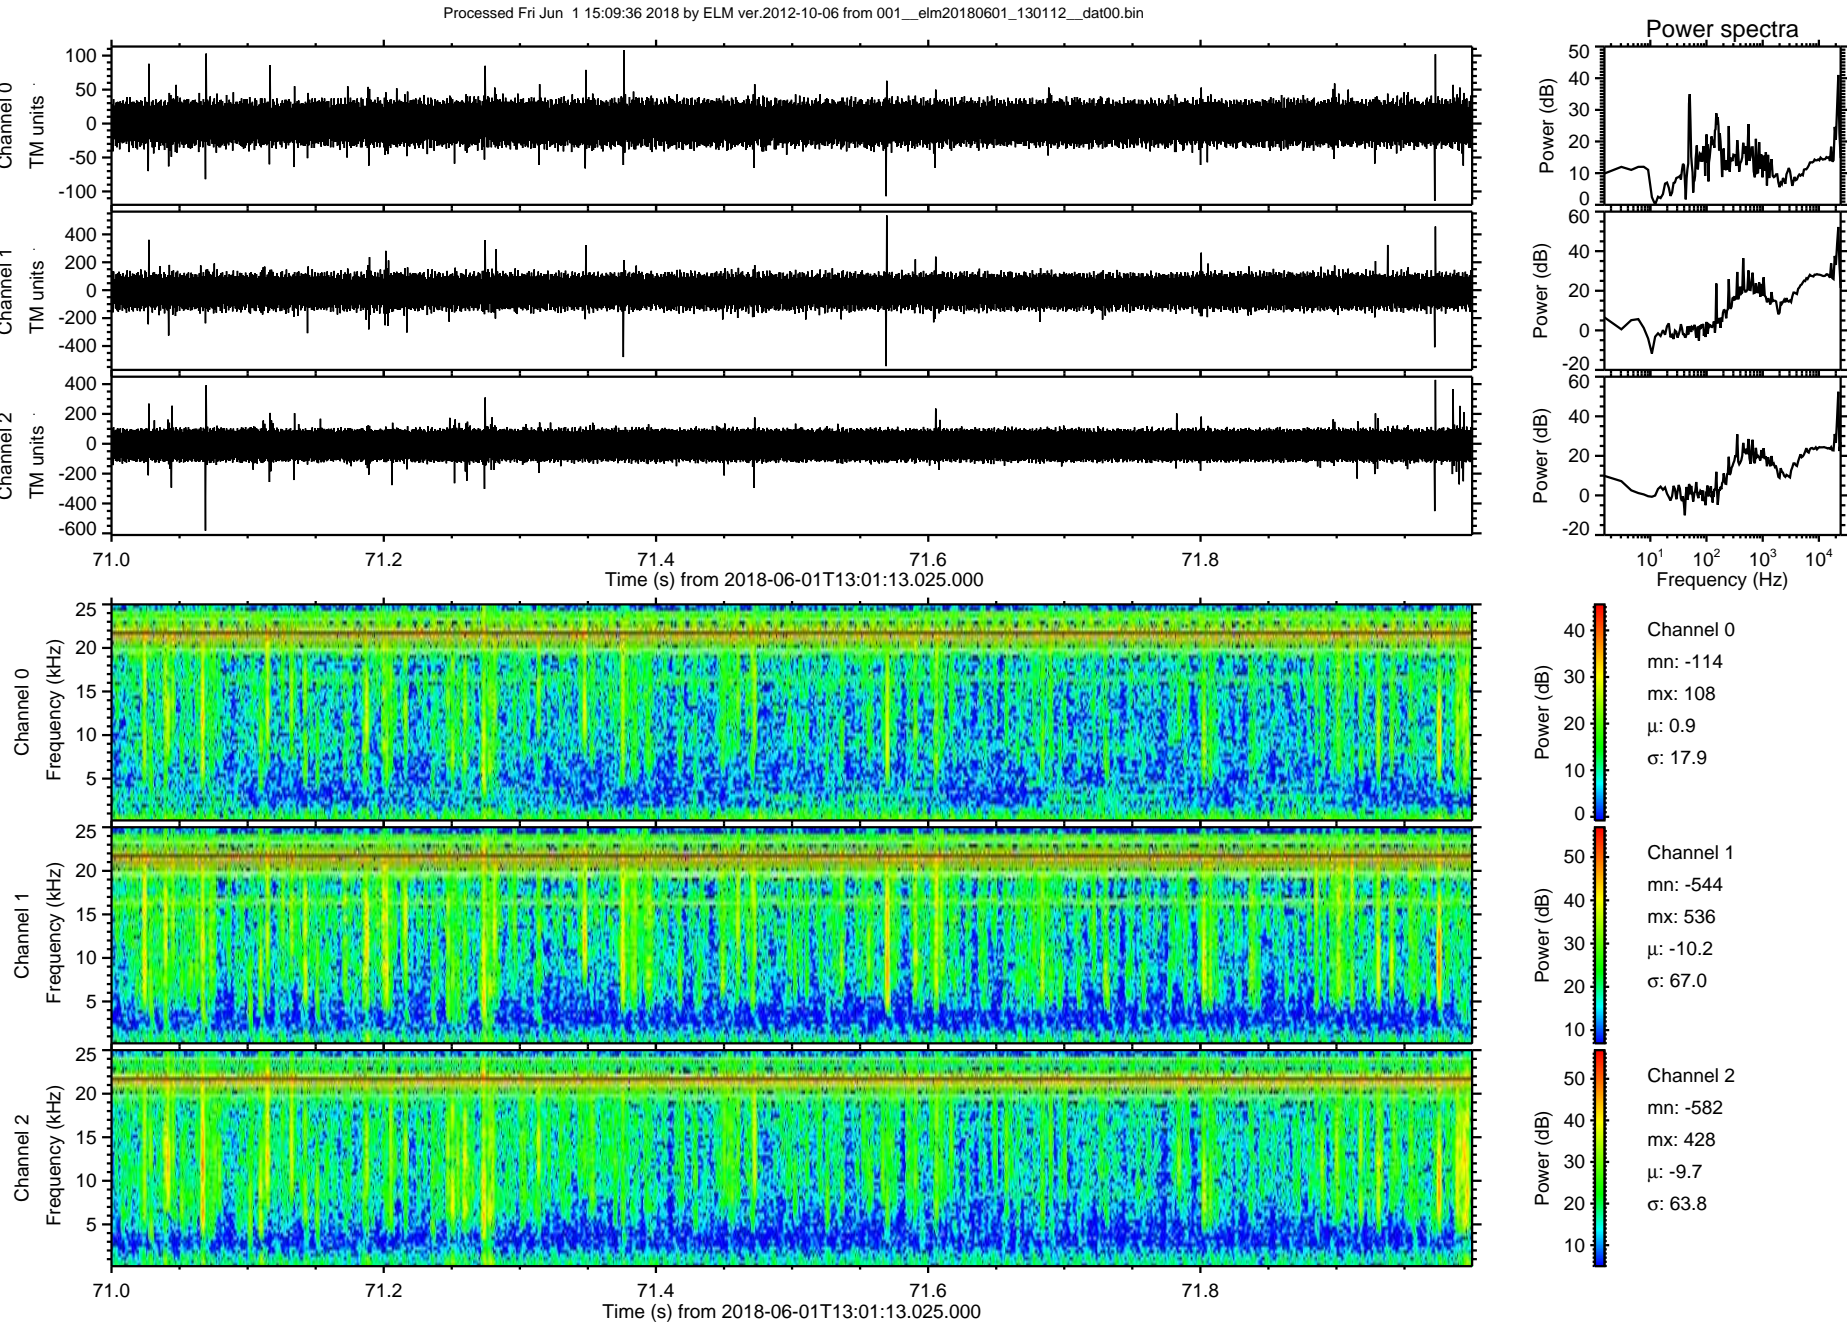 Processed Fri Jun  1 15:09:36 2018 by ELM ver.2012-10-06 from 001__elm20180601_130112__dat00.bin
Power spectra
Channel 0
TM units
100
50
0
-50
-100
Power (dB)
50
40
30
20
10
0
Channel 1
TM units
400
200
0
-200
-400
Power (dB)
60
40
20
0
-20
Channel 2
TM units
400
200
0
-200
-400
-600
Power (dB)
60
40
20
0
-20
71.0 71.2 71.4 71.6 71.8
Time (s) from 2018-06-01T13:01:13.025.000
10^1 10^2 10^3 10^4
Frequency (Hz)
Channel 0
Frequency (kHz)
25
20
15
10
5
Power (dB)
40
30
20
10
0
Channel 0
mn: -114
mx: 108
μ: 0.9
σ: 17.9
Channel 1
Frequency (kHz)
25
20
15
10
5
Power (dB)
50
40
30
20
10
Channel 1
mn: -544
mx: 536
μ: -10.2
σ: 67.0
Channel 2
Frequency (kHz)
25
20
15
10
5
Power (dB)
50
40
30
20
10
Channel 2
mn: -582
mx: 428
μ: -9.7
σ: 63.8
71.0 71.2 71.4 71.6 71.8
Time (s) from 2018-06-01T13:01:13.025.000